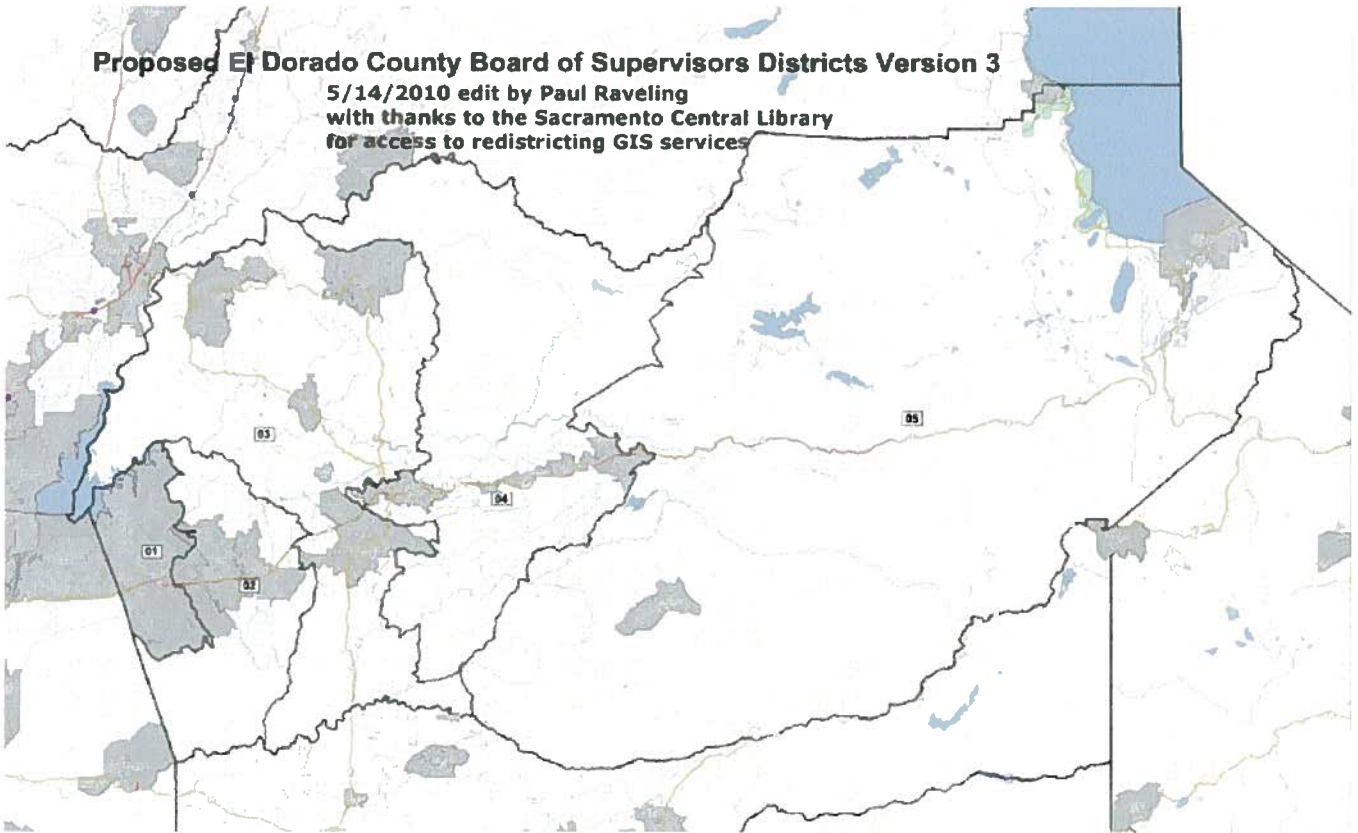 Proposed El Dorado County Board of Supervisors Districts Version 3
5/14/2010 edit by Paul Raveling
with thanks to the Sacramento Central Library
for access to redistricting GIS services
05
03
04
01
02